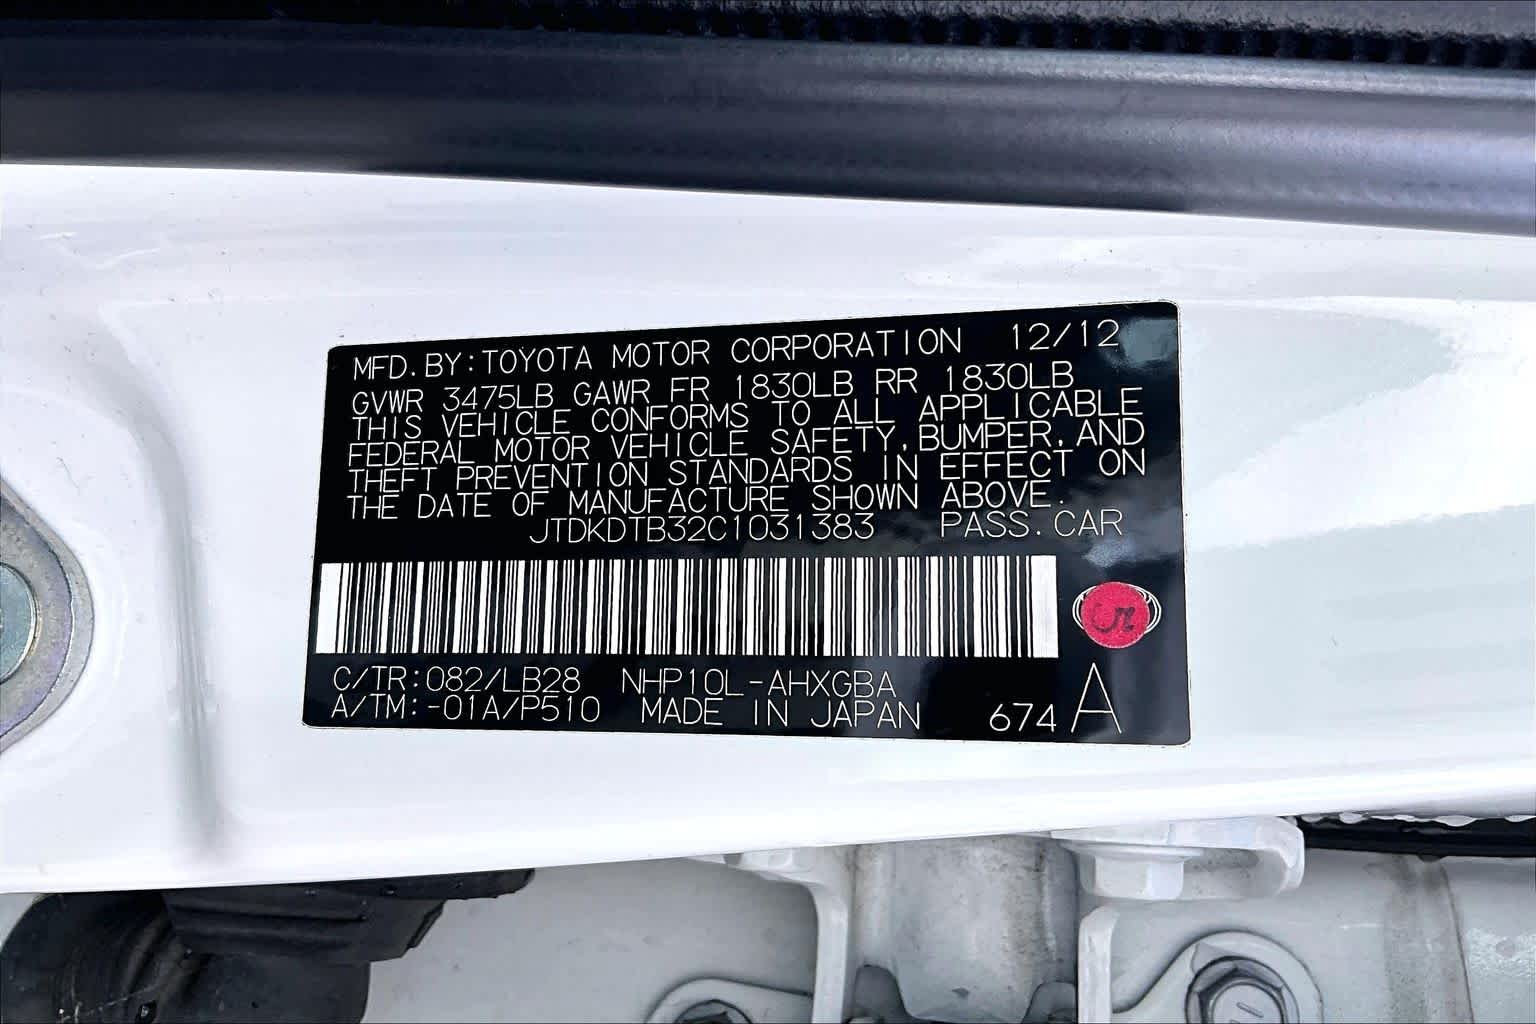 MFD. BY: TOYOTA MOTOR CORPORATION 12/12
GVWR 3475LB GAWR FR 1830LB RR 1830LB
THIS VEHICLE CONFORMS TO ALL APPLICABLE
FEDERAL MOTOR VEHICLE SAFETY, BUMPER, AND
THEFT PREVENTION STANDARDS IN EFFECT ON
THE DATE OF MANUFACTURE SHOWN ABOVE.
JTDKDTB32C1031383 PASS. CAR
C/TR: 082/LB28 NHP10L-AHXGBA
A/TM: -01A/P510 MADE IN JAPAN 674 A